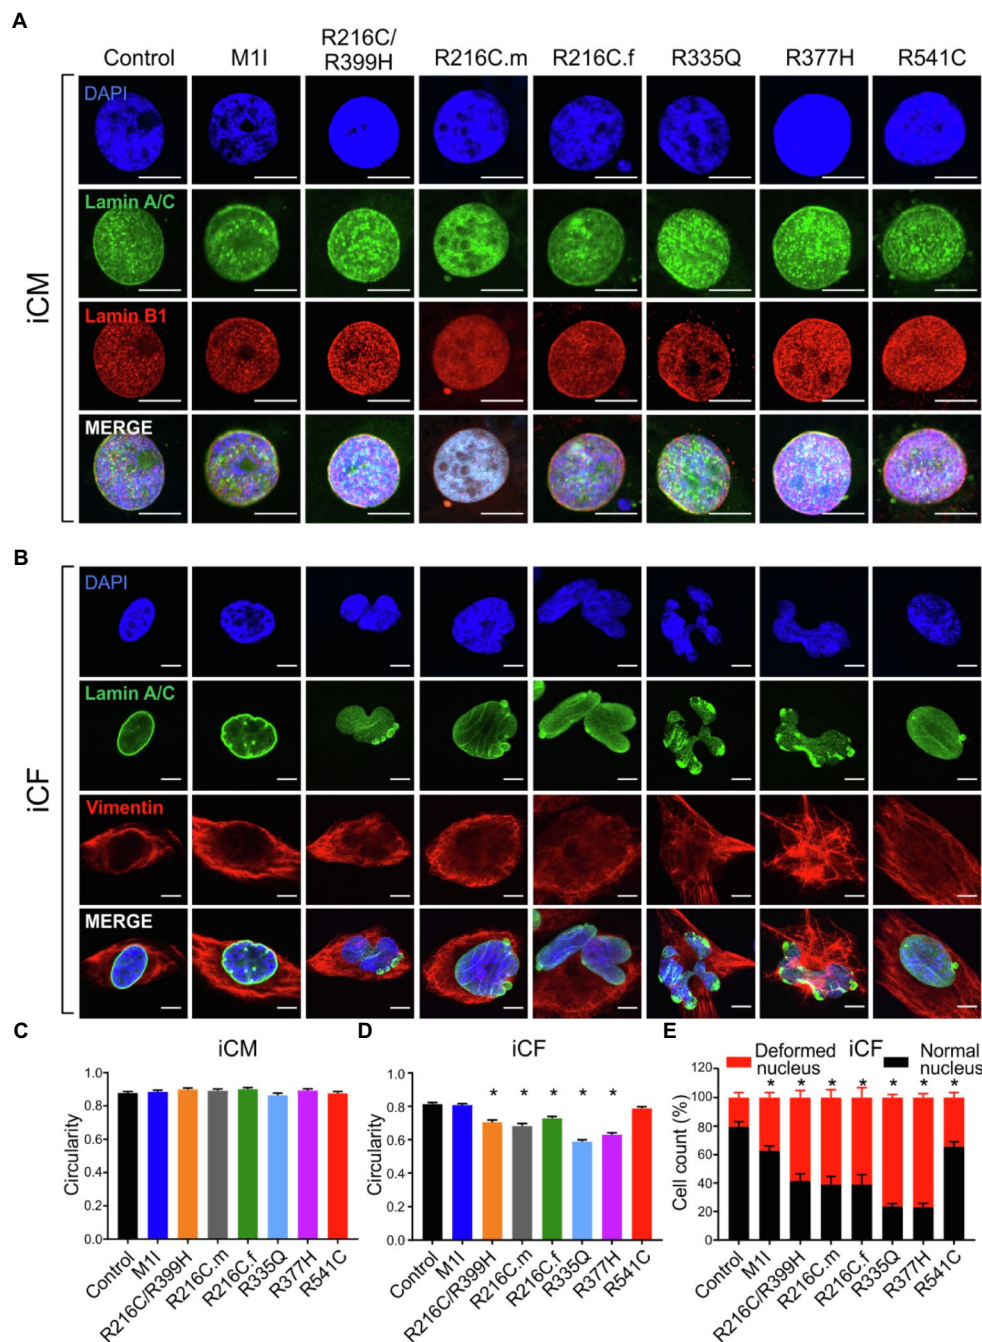 A
Control
M1I
R216C/
R399H
R216C.m
R216C.f
R335Q
R377H
R541C
iCM
DAPI
Lamin A/C
Lamin B1
MERGE
B
iCF
DAPI
Lamin A/C
Vimentin
MERGE
C
iCM
Circularity
1.0
0.8
0.6
0.4
0.2
0.0
Control
M1I
R216C/R399H
R216C.m
R216C.f
R335Q
R377H
R541C
D
iCF
Circularity
1.0
0.8
0.6
0.4
0.2
0.0
* * * * *
Control
M1I
R216C/R399H
R216C.m
R216C.f
R335Q
R377H
R541C
E
Deformed
nucleus
iCF
Normal
nucleus
Cell count (%)
120
100
80
60
40
20
0
* * * * * * *
Control
M1I
R216C/R399H
R216C.m
R216C.f
R335Q
R377H
R541C